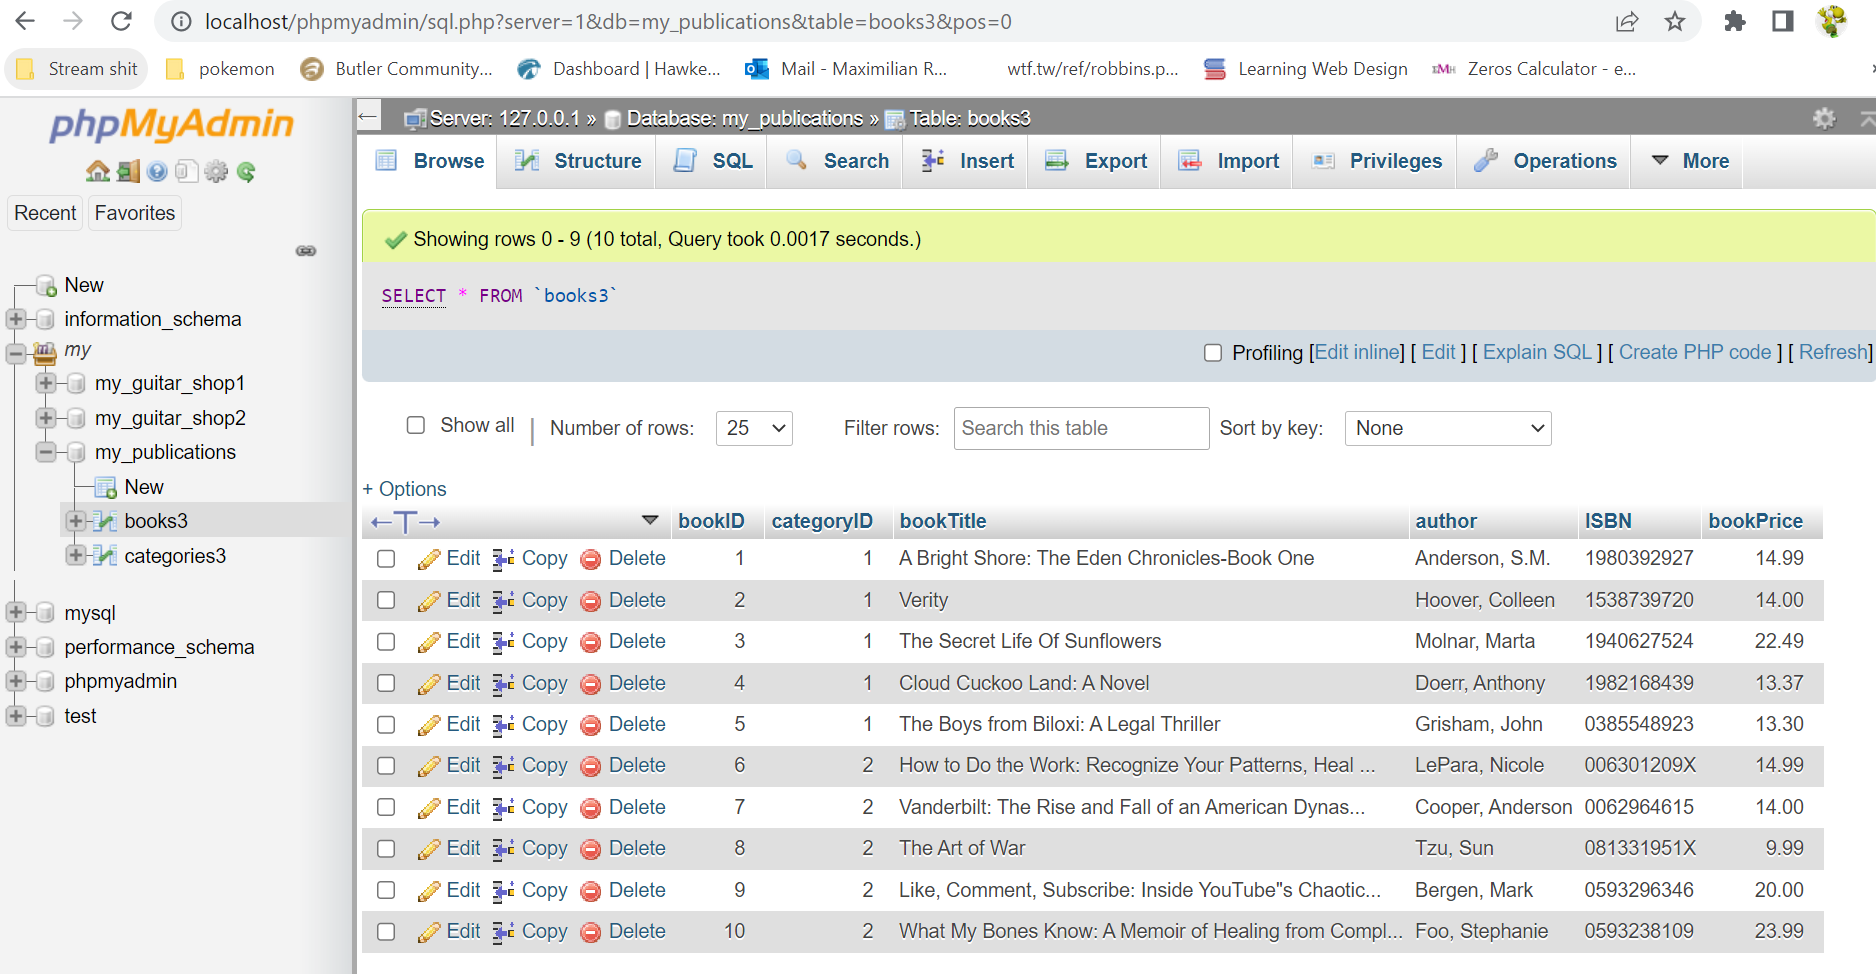 localhost/phpmyadmin/sql.php?server=1&db=my_publications&table=books3&pos=0
Stream shit pokemon Butler Community... Dashboard | Hawke... Mail - Maximilian R... wtf.tw/ref/robbins.p... Learning Web Design Zeros Calculator - e...
phpMyAdmin
Recent Favorites
New
information_schema
my
my_guitar_shop1
my_guitar_shop2
my_publications
New
books3
categories3
mysql
performance_schema
phpmyadmin
test
Server: 127.0.0.1 » Database: my_publications » Table: books3
Browse Structure SQL Search Insert Export Import Privileges Operations More
Showing rows 0 - 9 (10 total, Query took 0.0017 seconds.)
SELECT * FROM `books3`
Profiling [Edit inline] [ Edit ] [ Explain SQL ] [ Create PHP code ] [ Refresh]
Show all | Number of rows: 25 Filter rows: Search this table Sort by key: None
+ Options
←T→ bookID categoryID bookTitle author ISBN bookPrice
Edit Copy Delete 1 1 A Bright Shore: The Eden Chronicles-Book One Anderson, S.M. 1980392927 14.99
Edit Copy Delete 2 1 Verity Hoover, Colleen 1538739720 14.00
Edit Copy Delete 3 1 The Secret Life Of Sunflowers Molnar, Marta 1940627524 22.49
Edit Copy Delete 4 1 Cloud Cuckoo Land: A Novel Doerr, Anthony 1982168439 13.37
Edit Copy Delete 5 1 The Boys from Biloxi: A Legal Thriller Grisham, John 0385548923 13.30
Edit Copy Delete 6 2 How to Do the Work: Recognize Your Patterns, Heal ... LePara, Nicole 006301209X 14.99
Edit Copy Delete 7 2 Vanderbilt: The Rise and Fall of an American Dynas... Cooper, Anderson 0062964615 14.00
Edit Copy Delete 8 2 The Art of War Tzu, Sun 081331951X 9.99
Edit Copy Delete 9 2 Like, Comment, Subscribe: Inside YouTube"s Chaotic... Bergen, Mark 0593296346 20.00
Edit Copy Delete 10 2 What My Bones Know: A Memoir of Healing from Compl... Foo, Stephanie 0593238109 23.99